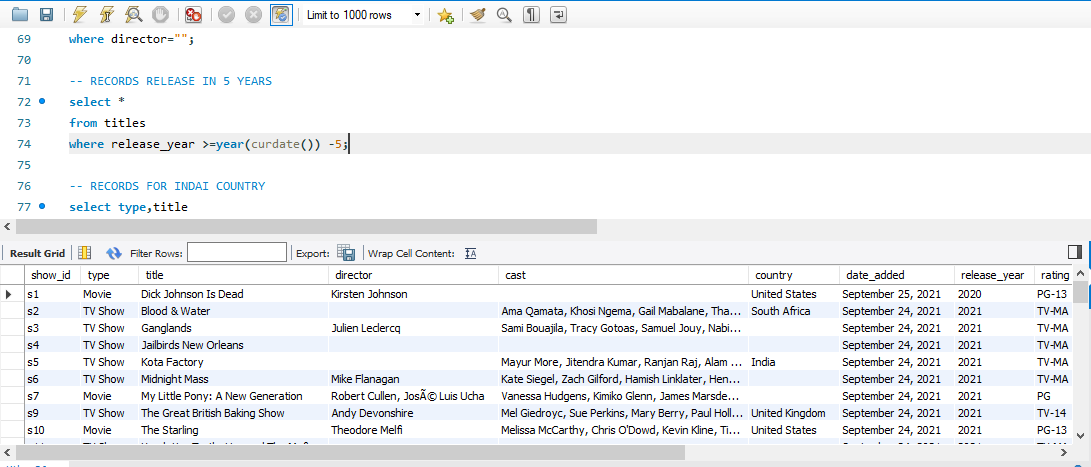 Limit to 1000 rows
69 where director="";
70
71 -- RECORDS RELEASE IN 5 YEARS
72 select *
73 from titles
74 where release_year >=year(curdate()) -5;
75
76 -- RECORDS FOR INDAI COUNTRY
77 select type,title
Result Grid Filter Rows: Export: Wrap Cell Content:
show_id type title director cast country date_added release_year rating
s1 Movie Dick Johnson Is Dead Kirsten Johnson United States September 25, 2021 2020 PG-13
s2 TV Show Blood & Water Ama Qamata, Khosi Ngema, Gail Mabalane, Tha... South Africa September 24, 2021 2021 TV-MA
s3 TV Show Ganglands Julien Leclercq Sami Bouajila, Tracy Gotoas, Samuel Jouy, Nabi... September 24, 2021 2021 TV-MA
s4 TV Show Jailbirds New Orleans September 24, 2021 2021 TV-MA
s5 TV Show Kota Factory Mayur More, Jitendra Kumar, Ranjan Raj, Alam ... India September 24, 2021 2021 TV-MA
s6 TV Show Midnight Mass Mike Flanagan Kate Siegel, Zach Gilford, Hamish Linklater, Hen... September 24, 2021 2021 TV-MA
s7 Movie My Little Pony: A New Generation Robert Cullen, JosÃ© Luis Ucha Vanessa Hudgens, Kimiko Glenn, James Marsde... September 24, 2021 2021 PG
s9 TV Show The Great British Baking Show Andy Devonshire Mel Giedroyc, Sue Perkins, Mary Berry, Paul Holl... United Kingdom September 24, 2021 2021 TV-14
s10 Movie The Starling Theodore Melfi Melissa McCarthy, Chris O'Dowd, Kevin Kline, Ti... United States September 24, 2021 2021 PG-13